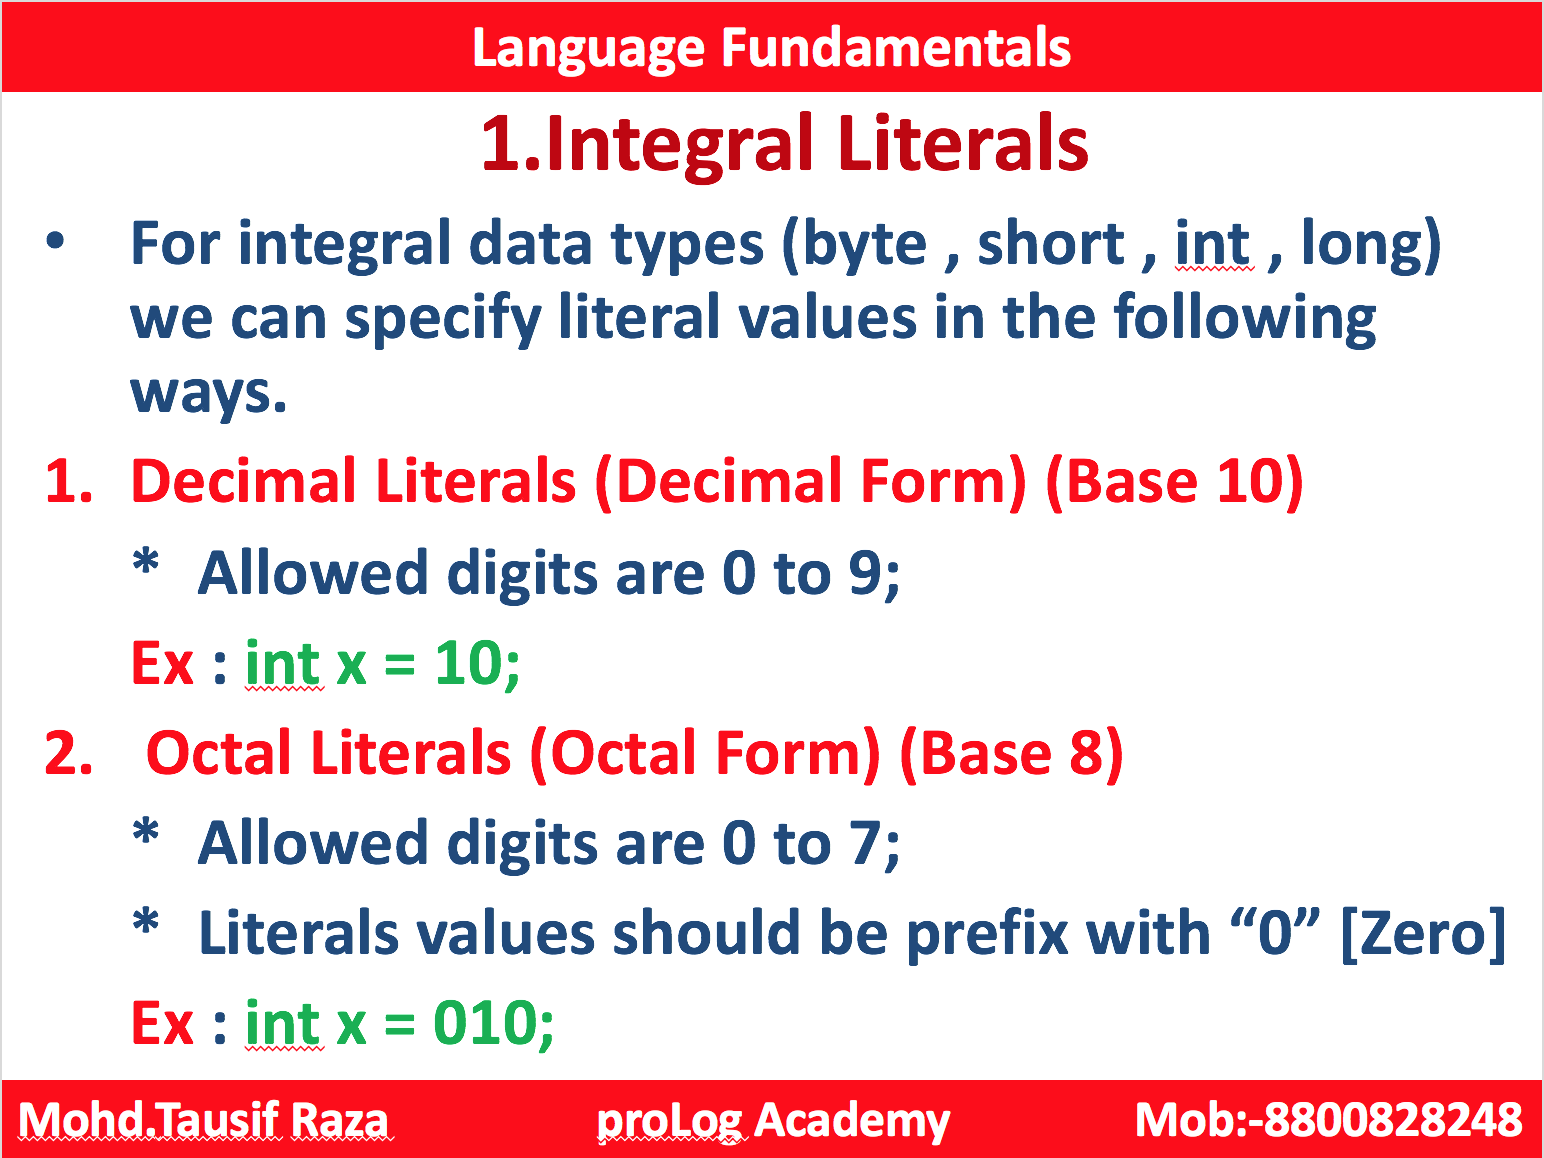 Language Fundamentals
1.Integral Literals
• For integral data types (byte , short , int , long)
we can specify literal values in the following
ways.
1. Decimal Literals (Decimal Form) (Base 10)
* Allowed digits are 0 to 9;
Ex : int x = 10;
2. Octal Literals (Octal Form) (Base 8)
* Allowed digits are 0 to 7;
* Literals values should be prefix with “0” [Zero]
Ex : int x = 010;
Mohd.Tausif Raza proLog Academy Mob:-8800828248